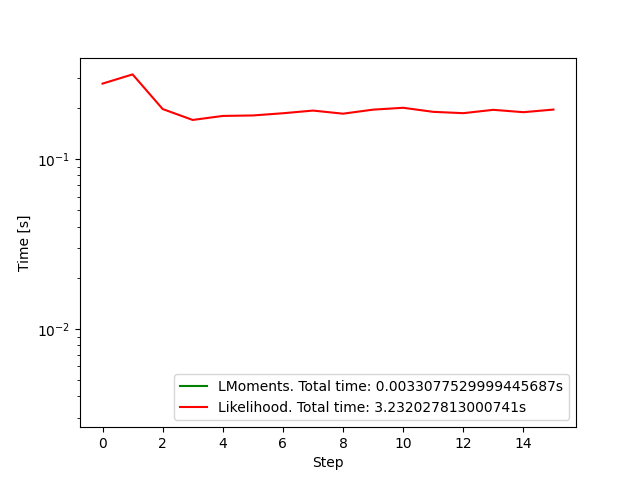 10⁻¹
10⁻²
Time [s]
LMoments. Total time: 0.0033077529999445687s
Likelihood. Total time: 3.232027813000741s
0 2 4 6 8 10 12 14
Step